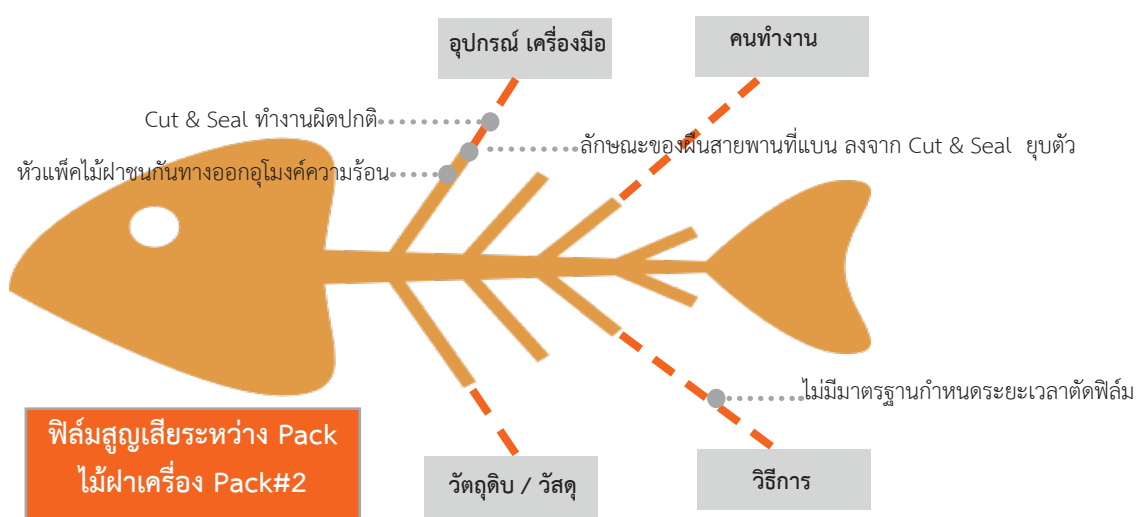 อุปกรณ์ เครื่องมือ
คนทำงาน
Cut & Seal ทำงานผิดปกติ
ลักษณะของผืนสายพานที่แบน ลงจาก Cut & Seal ยุบตัว
หัวแพ็คไม้ฝาชนกันทางออกอุโมงค์ความร้อน
ไม่มีมาตรฐานกำหนดระยะเวลาตัดฟิล์ม
ฟิล์มสูญเสียระหว่าง Pack
ไม้ฝาเครื่อง Pack#2
วัตถุดิบ / วัสดุ
วิธีการ